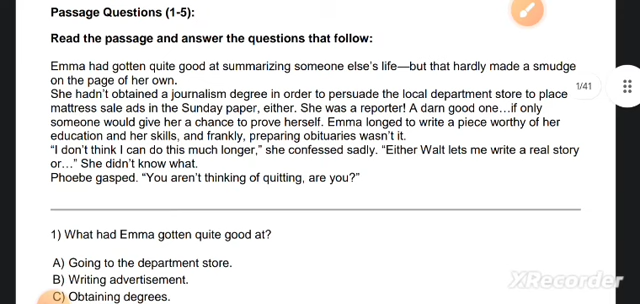 Passage Questions (1-5):
Read the passage and answer the questions that follow:
Emma had gotten quite good at summarizing someone else's life—but that hardly made a smudge
on the page of her own.
She hadn't obtained a journalism degree in order to persuade the local department store to place
mattress sale ads in the Sunday paper, either. She was a reporter! A darn good one…if only
someone would give her a chance to prove herself. Emma longed to write a piece worthy of her
education and her skills, and frankly, preparing obituaries wasn't it.
“I don't think I can do this much longer,” she confessed sadly. “Either Walt lets me write a real story
or…” She didn't know what.
Phoebe gasped. “You aren't thinking of quitting, are you?”
1/41
1) What had Emma gotten quite good at?
A) Going to the department store.
B) Writing advertisement.
C) Obtaining degrees.
XRecorder